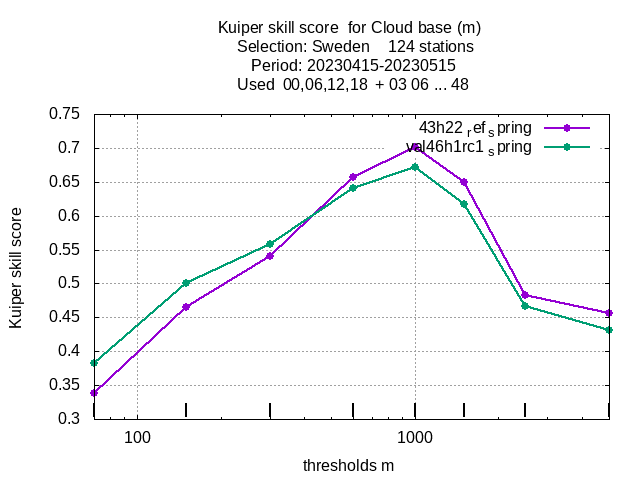 Kuiper skill score  for Cloud base (m)
Selection: Sweden    124 stations
Period: 20230415-20230515
Used  00,06,12,18  + 03 06 ... 48
0.75
0.7
0.65
0.6
0.55
0.5
0.45
0.4
0.35
0.3
Kuiper skill score
43h22 ref spring
val46h1rc1 spring
100
1000
thresholds m